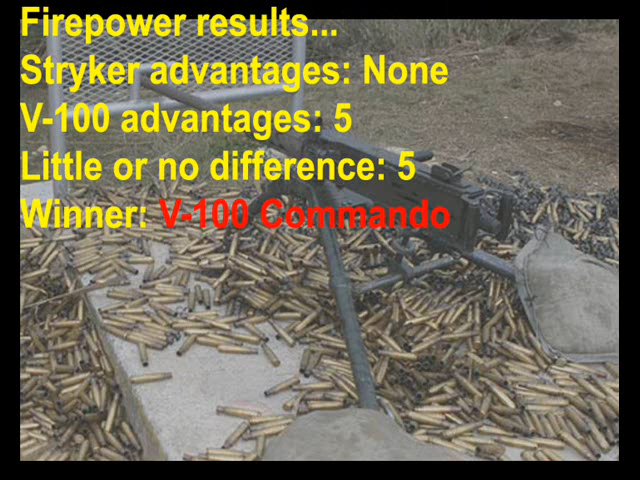 Firepower results...
Stryker advantages: None
V-100 advantages: 5
Little or no difference: 5
Winner: V-100 Commando